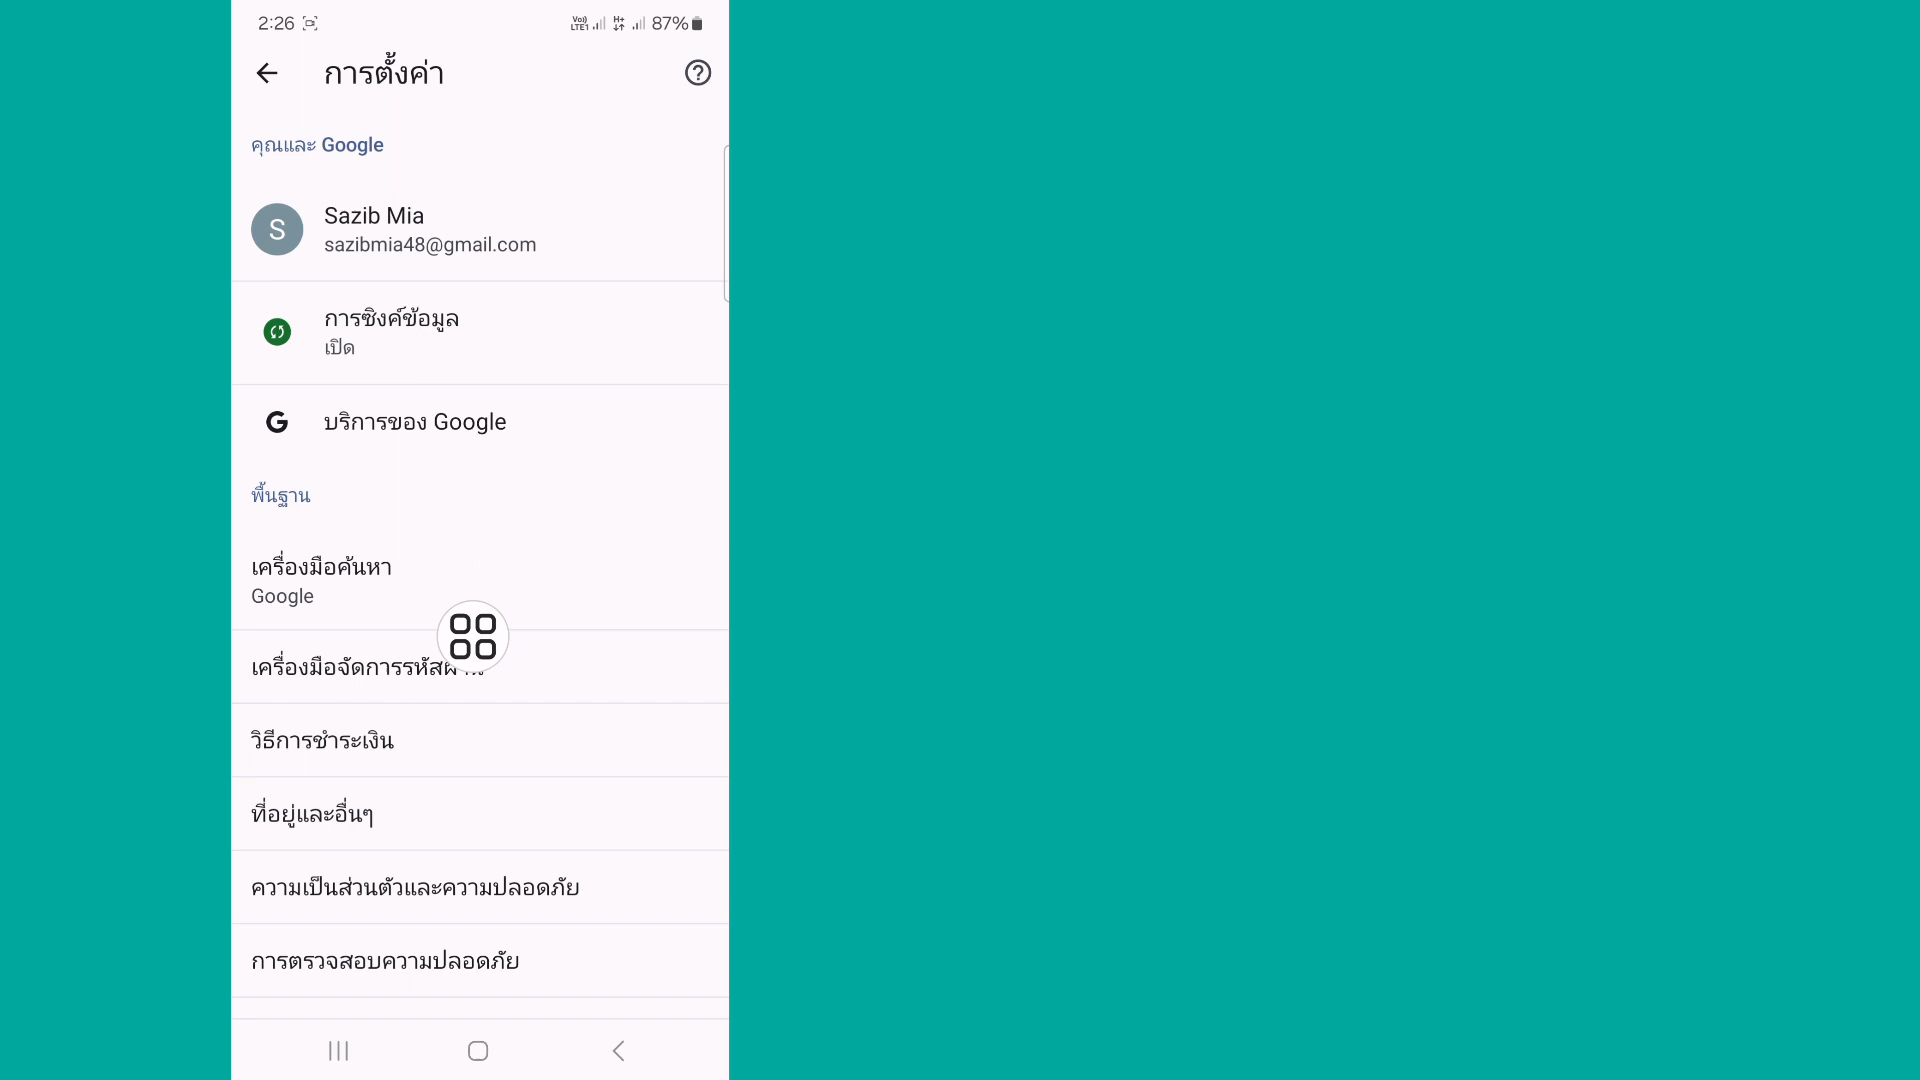 2:26
Vo)) LTE1 H+ 87%
การตั้งค่า
คุณและ Google
S
Sazib Mia
sazibmia48@gmail.com
การซิงค์ข้อมูล
เปิด
G
บริการของ Google
พื้นฐาน
เครื่องมือค้นหา
Google
เครื่องมือจัดการรหัสผ่าน
วิธีการชำระเงิน
ที่อยู่และอื่นๆ
ความเป็นส่วนตัวและความปลอดภัย
การตรวจสอบความปลอดภัย